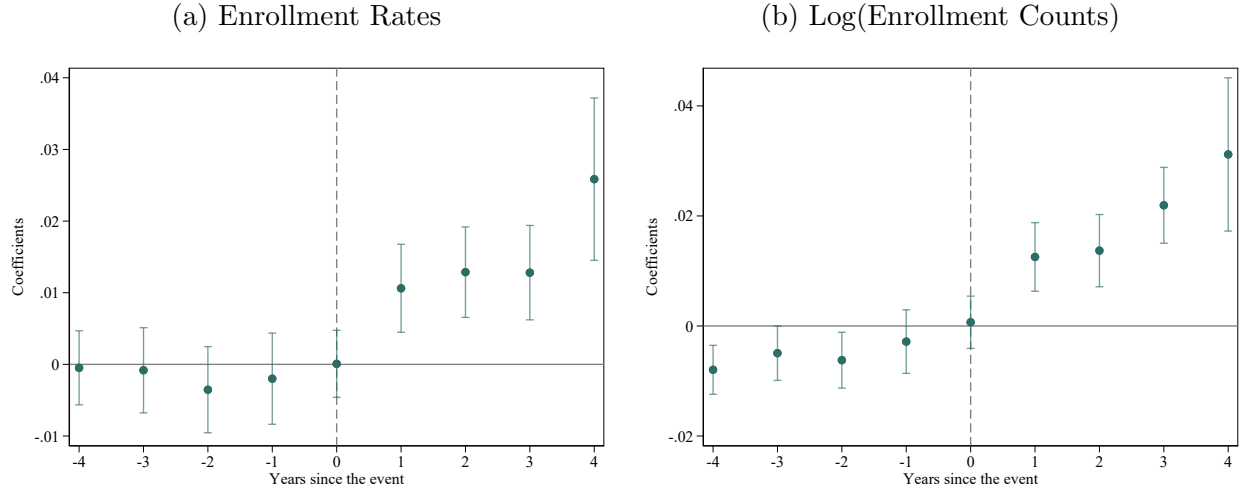 (a) Enrollment Rates
.04
.03
.02
.01
0
-.01
Coefficients
-4 -3 -2 -1 0 1 2 3 4
Years since the event
(b) Log(Enrollment Counts)
.04
.02
0
-.02
Coefficients
-4 -3 -2 -1 0 1 2 3 4
Years since the event